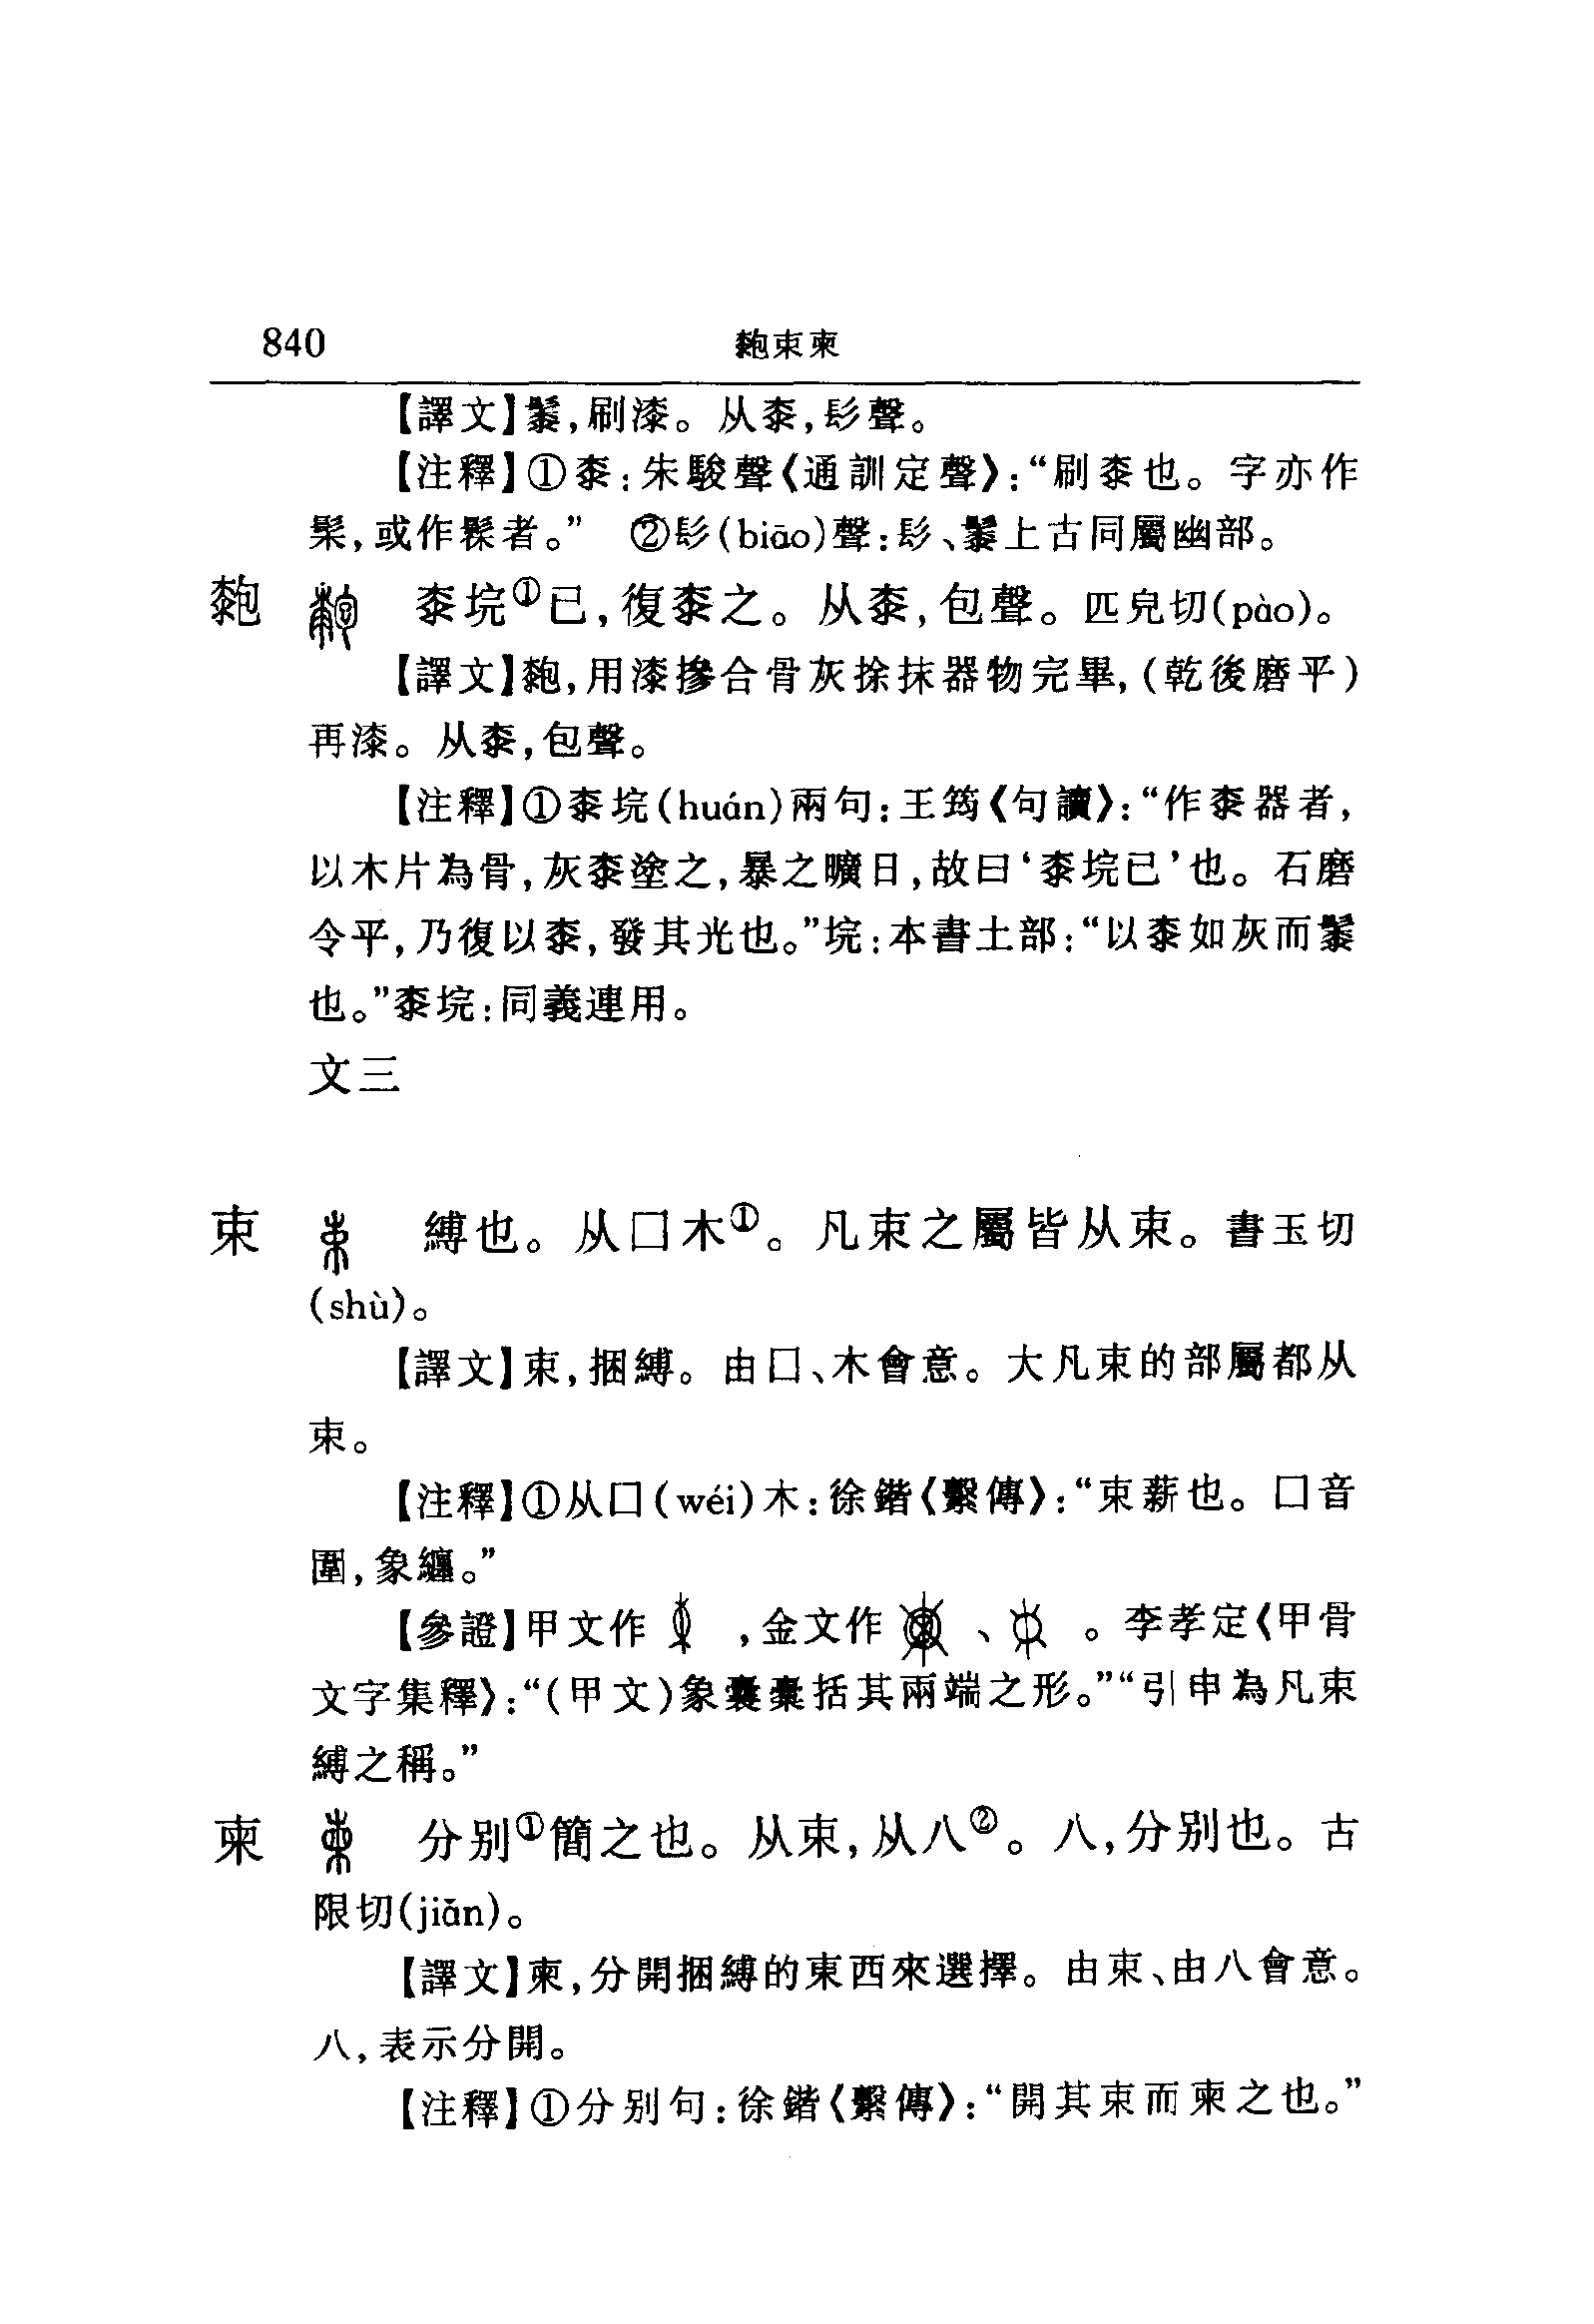 840 䵢束柬
【譯文】䰍,刷漆。从桼,髟聲。
【注釋】①桼:朱駿聲《通訓定聲》:“刷桼也。字亦作
髤,或作髹者。” ②髟(biāo)聲:髟、䰍上古同屬幽部。
䵢 桼垸①已,復桼之。从桼,包聲。匹皃切(pào)。
【譯文】䵢,用漆摻合骨灰捈抹器物完畢,(乾後磨平)
再漆。从桼,包聲。
【注釋】①桼垸(huán)兩句:王筠《句讀》:“作桼器者,
以木片為骨,灰桼塗之,暴之曠日,故曰‘桼垸已’也。石磨
令平,乃復以桼,發其光也。”垸:本書土部:“以桼如灰而䰍
也。”桼垸:同義連用。
文三
束 縛也。从囗木①。凡束之屬皆从束。書玉切
(shù)。
【譯文】束,捆縛。由囗、木會意。大凡束的部屬都从
束。
【注釋】①从囗(wéi)木:徐鍇《繫傳》:“束薪也。囗音
圍,象纏。”
【參證】甲文作 ,金文作 、 。李孝定《甲骨
文字集釋》:“(甲文)象囊橐括其兩端之形。”“引申為凡束
縛之稱。”
柬 分别①簡之也。从束,从八②。八,分别也。古
限切(jiǎn)。
【譯文】柬,分開捆縛的東西來選擇。由束、由八會意。
八,表示分開。
【注釋】①分别句:徐鍇《繫傳》:“開其束而柬之也。”